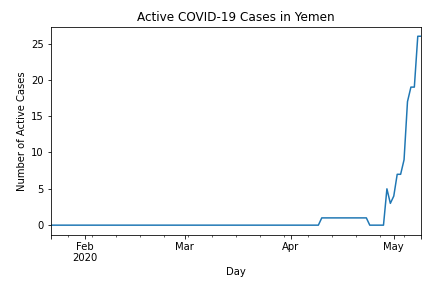 Active COVID-19 Cases in Yemen
Number of Active Cases
25
20
15
10
5
0
Feb
2020
Mar
Apr
May
Day